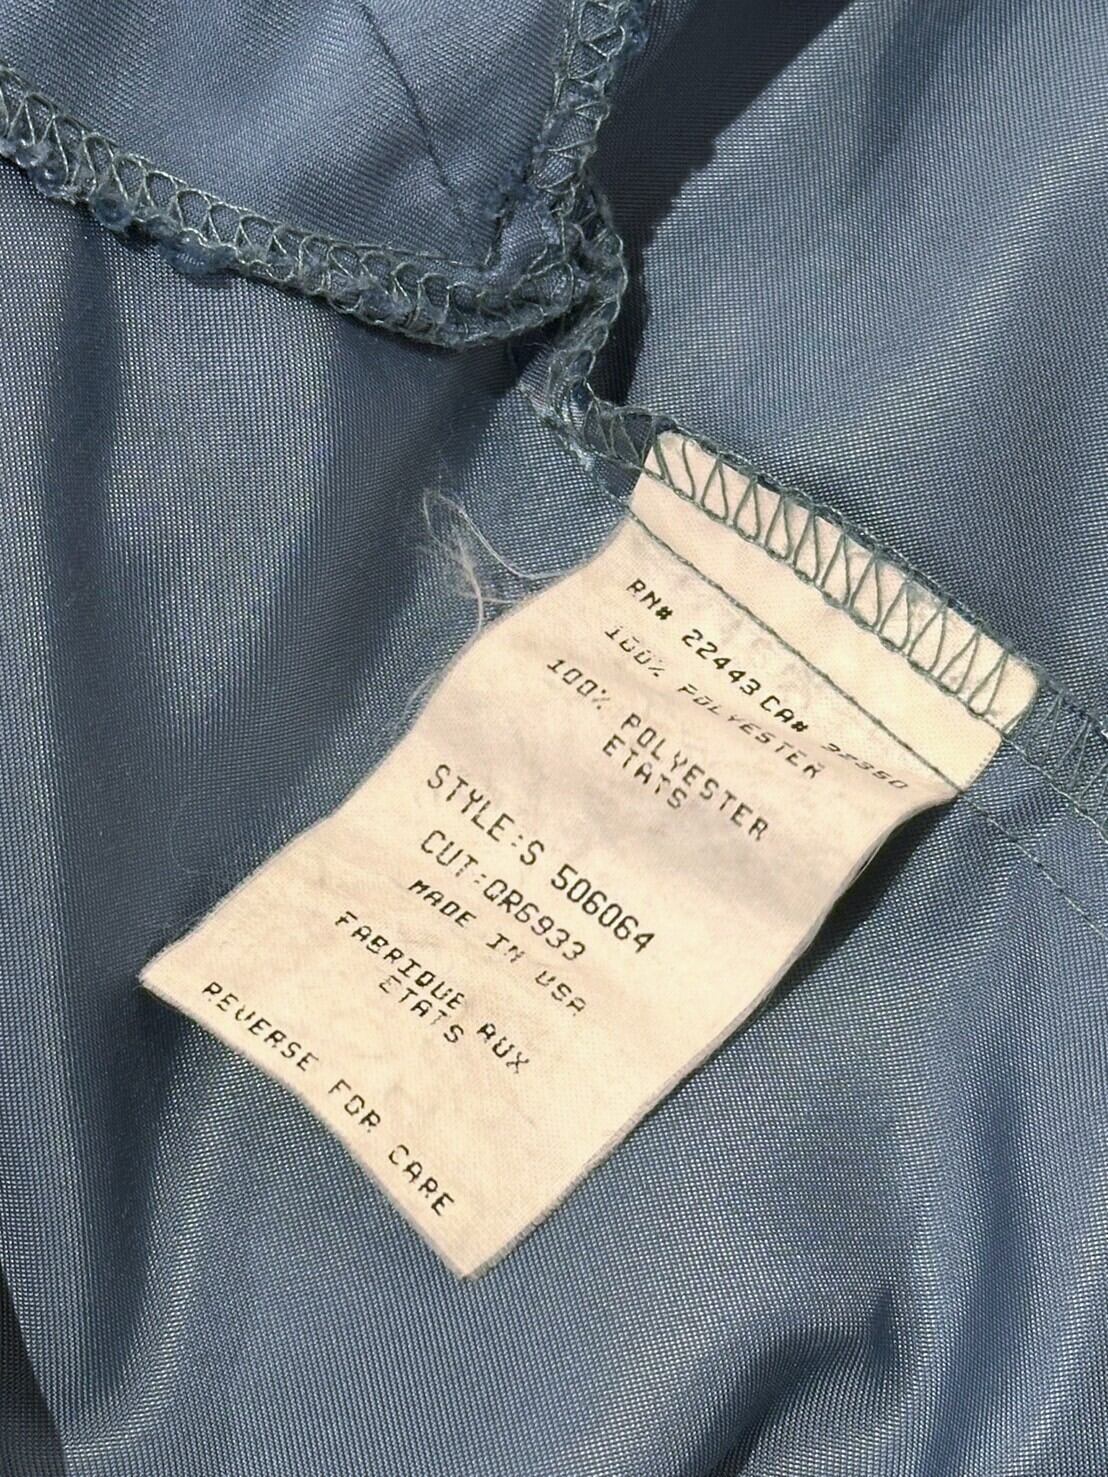 RN# 22443 CA# 32350
100% POLYESTER
100% POLYESTER
ETATS
STYLE:S 506064
CUT:QR6933
MADE IN USA
FABRIQUE AUX
ETATS
REVERSE FOR CARE